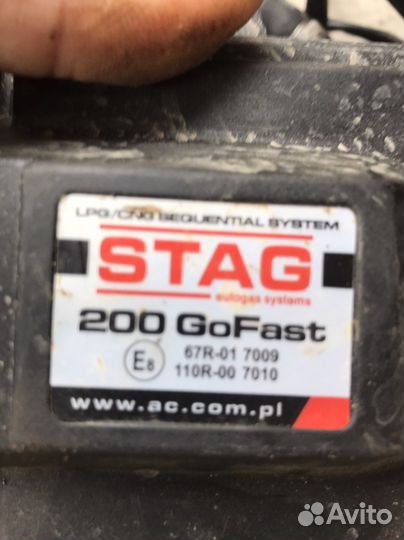 LPG/CNG SEQUENTIAL SYSTEM
STAG
autogas systems
200 GoFast
E8
67R-01 7009
110R-00 7010
www.ac.com.pl
Avito